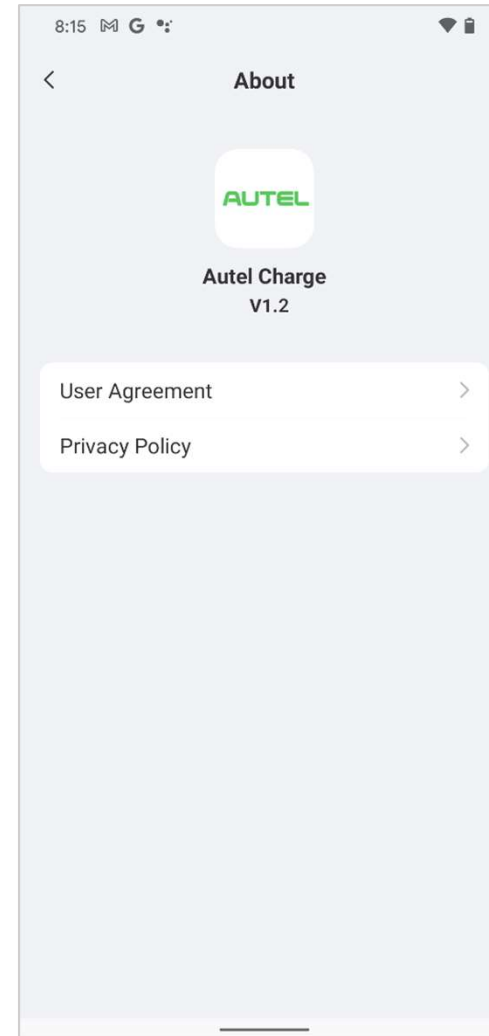 8:15 G
About
AUTEL
Autel Charge
V1.2
User Agreement
Privacy Policy